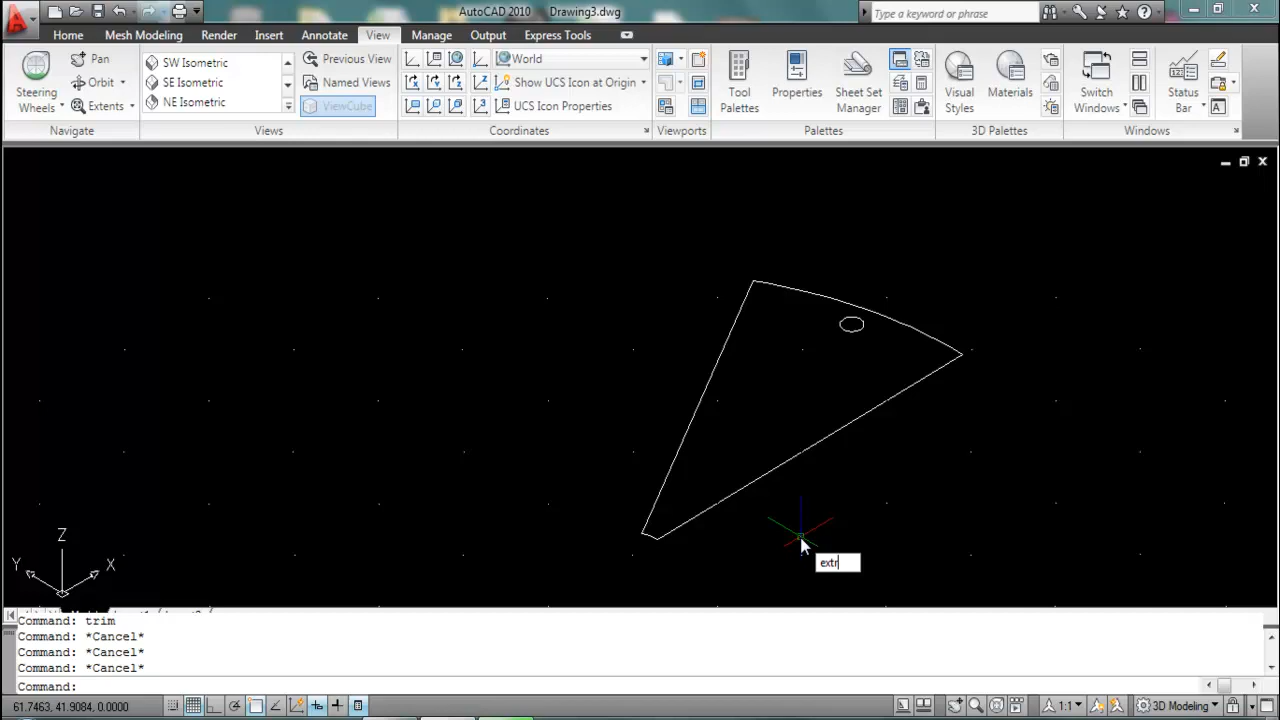 AutoCAD 2010 Drawing3.dwg
Type a keyword or phrase
Home Mesh Modeling Render Insert Annotate View Manage Output Express Tools
SW Isometric
SE Isometric
NE Isometric
Steering
Wheels
Pan
Orbit
Extents
Previous View
Named Views
ViewCube
World
Show UCS Icon at Origin
UCS Icon Properties
Tool
Palettes
Properties
Sheet Set
Manager
Visual
Styles
Materials
Switch
Windows
Status
Bar
Navigate Views Coordinates Viewports Palettes 3D Palettes Windows
Z
Y
X
extr
Command: trim
Command: *Cancel*
Command: *Cancel*
Command: *Cancel*
Command:
61.7463, 41.9084, 0.0000
1:1
3D Modeling